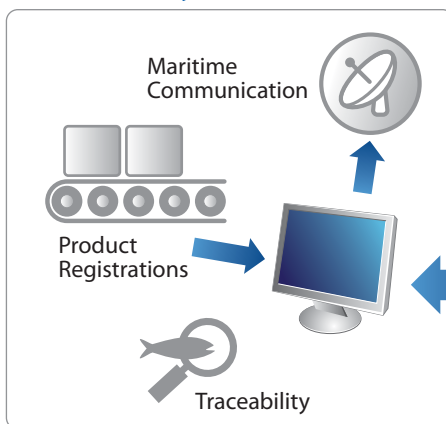 Maritime
Communication
Product
Registrations
Traceability